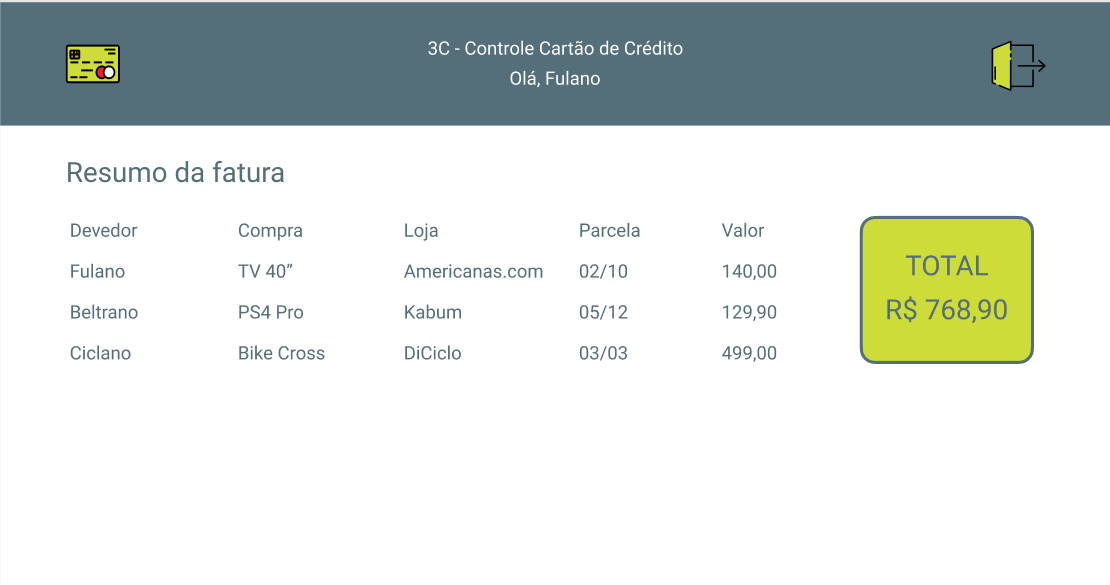 3C - Controle Cartão de Crédito
Olá, Fulano
Resumo da fatura
Devedor Compra Loja Parcela Valor
Fulano TV 40” Americanas.com 02/10 140,00
Beltrano PS4 Pro Kabum 05/12 129,90
Ciclano Bike Cross DiCiclo 03/03 499,00
TOTAL
R$ 768,90